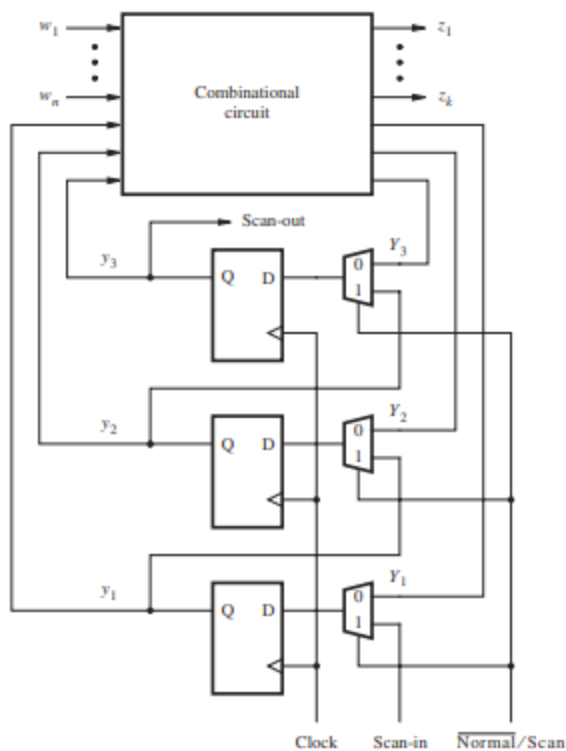 w₁ z₁
Combinational
circuit
wₙ zₖ
Scan-out
y₃ Q D 0 1 Y₃
y₂ Q D 0 1 Y₂
y₁ Q D 0 1 Y₁
Clock Scan-in N̅o̅r̅m̅a̅l̅/Scan